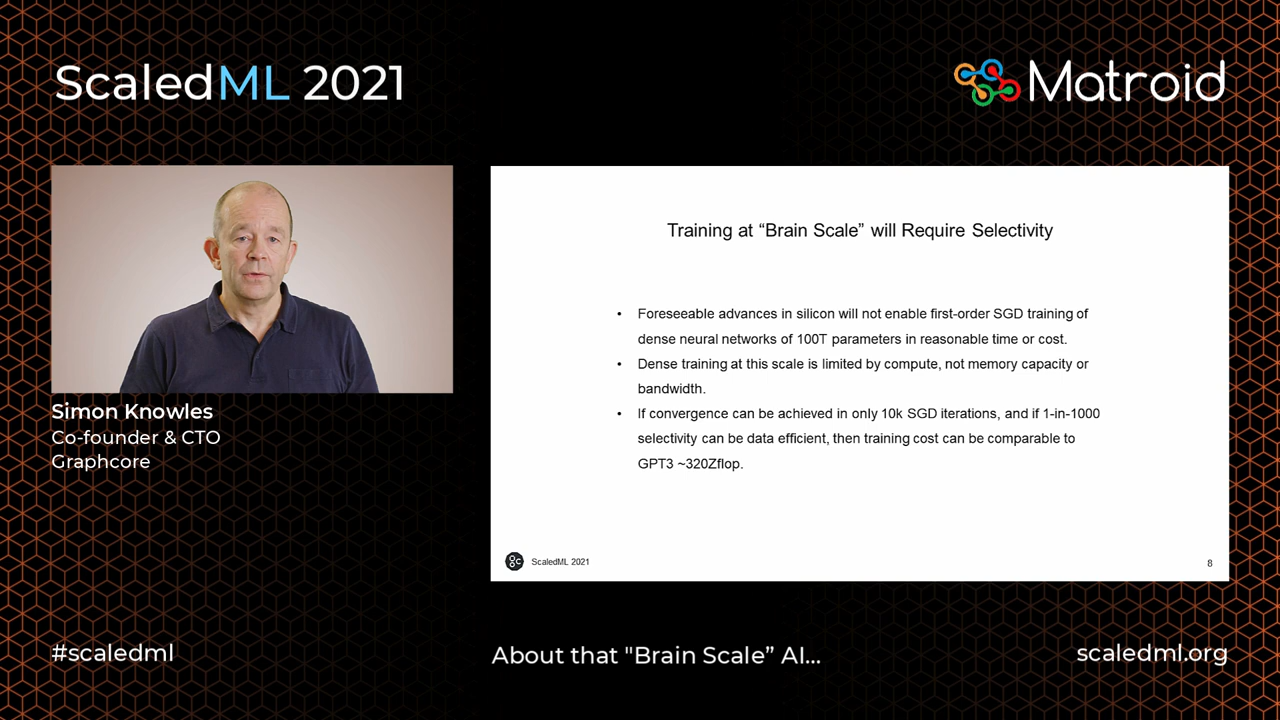 ScaledML 2021
Matroid
Simon Knowles
Co-founder & CTO
Graphcore
Training at “Brain Scale” will Require Selectivity
• Foreseeable advances in silicon will not enable first-order SGD training of
dense neural networks of 100T parameters in reasonable time or cost.
• Dense training at this scale is limited by compute, not memory capacity or
bandwidth.
• If convergence can be achieved in only 10k SGD iterations, and if 1-in-1000
selectivity can be data efficient, then training cost can be comparable to
GPT3 ~320Zflop.
ScaledML 2021
8
#scaledml
About that "Brain Scale” AI...
scaledml.org